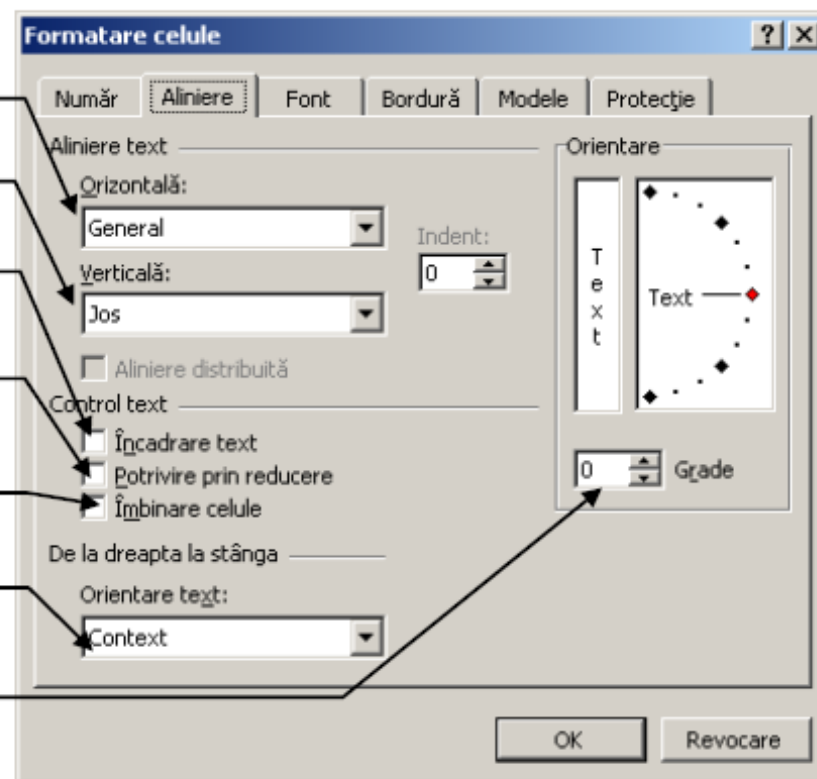 Formatare celule
Număr Aliniere Font Bordură Modele Protecţie
Aliniere text
Orizontală:
General
Indent:
0
Verticală:
Jos
Aliniere distribuită
Control text
Încadrare text
Potrivire prin reducere
Îmbinare celule
De la dreapta la stânga
Orientare text:
Context
Orientare
Text
Text
0 Grade
OK Revocare